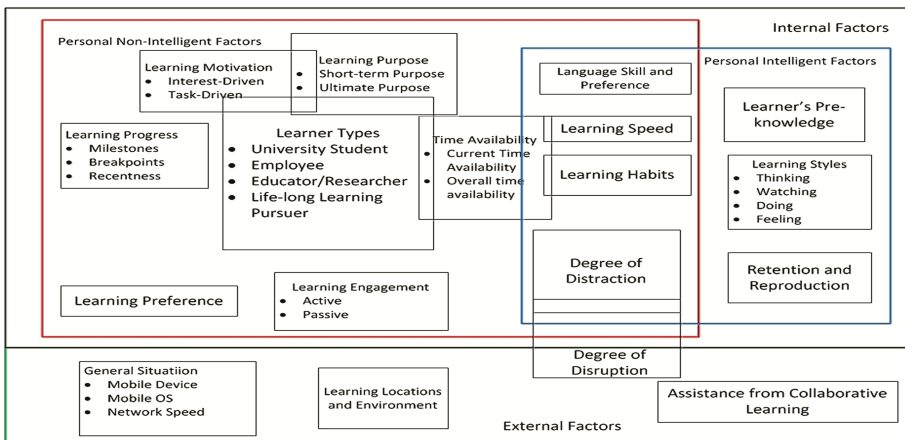 Internal Factors
Personal Non-Intelligent Factors
Learning Motivation
• Interest-Driven
• Task-Driven
Learning Purpose
• Short-term Purpose
• Ultimate Purpose
Personal Intelligent Factors
Language Skill and
Preference
Learner's Pre-
knowledge
Learning Progress
• Milestones
• Breakpoints
• Recentness
Learner Types
• University Student
• Employee
• Educator/Researcher
• Life-long Learning
Pursuer
Time Availability
• Current Time
Availability
• Overall time
availability
Learning Speed
Learning Habits
Learning Styles
• Thinking
• Watching
• Doing
• Feeling
Degree of
Distraction
Retention and
Reproduction
Learning Preference
Learning Engagement
• Active
• Passive
Degree of
Disruption
General Situatiion
• Mobile Device
• Mobile OS
• Network Speed
Learning Locations
and Environment
Assistance from Collaborative
Learning
External Factors